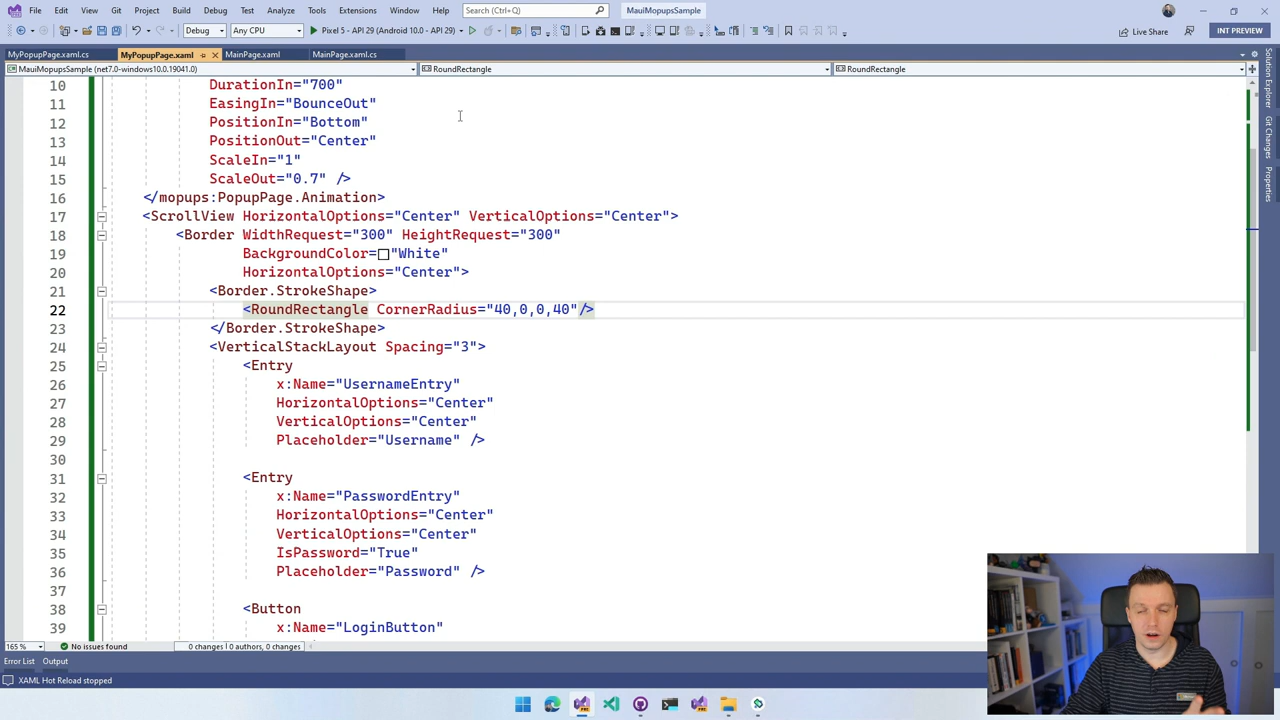 File Edit View Git Project Build Debug Test Analyze Tools Extensions Window Help Search (Ctrl+Q) MauiMopupsSample
Debug Any CPU Pixel 5 - API 29 (Android 10.0 - API 29) Live Share INT PREVIEW
MyPopupPage.xaml.cs MyPopupPage.xaml MainPage.xaml MainPage.xaml.cs
MauiMopupsSample (net7.0-windows10.0.19041.0) RoundRectangle RoundRectangle
10 DurationIn="700"
11 EasingIn="BounceOut"
12 PositionIn="Bottom"
13 PositionOut="Center"
14 ScaleIn="1"
15 ScaleOut="0.7" />
16 </mopups:PopupPage.Animation>
17 <ScrollView HorizontalOptions="Center" VerticalOptions="Center">
18 <Border WidthRequest="300" HeightRequest="300"
19 BackgroundColor="White"
20 HorizontalOptions="Center">
21 <Border.StrokeShape>
22 <RoundRectangle CornerRadius="40,0,0,40"/>
23 </Border.StrokeShape>
24 <VerticalStackLayout Spacing="3">
25 <Entry
26 x:Name="UsernameEntry"
27 HorizontalOptions="Center"
28 VerticalOptions="Center"
29 Placeholder="Username" />
30
31 <Entry
32 x:Name="PasswordEntry"
33 HorizontalOptions="Center"
34 VerticalOptions="Center"
35 IsPassword="True"
36 Placeholder="Password" />
37
38 <Button
39 x:Name="LoginButton"
165 % No issues found 0 changes | 0 authors, 0 changes
Error List Output
XAML Hot Reload stopped
Solution Explorer
Git Changes
Properties